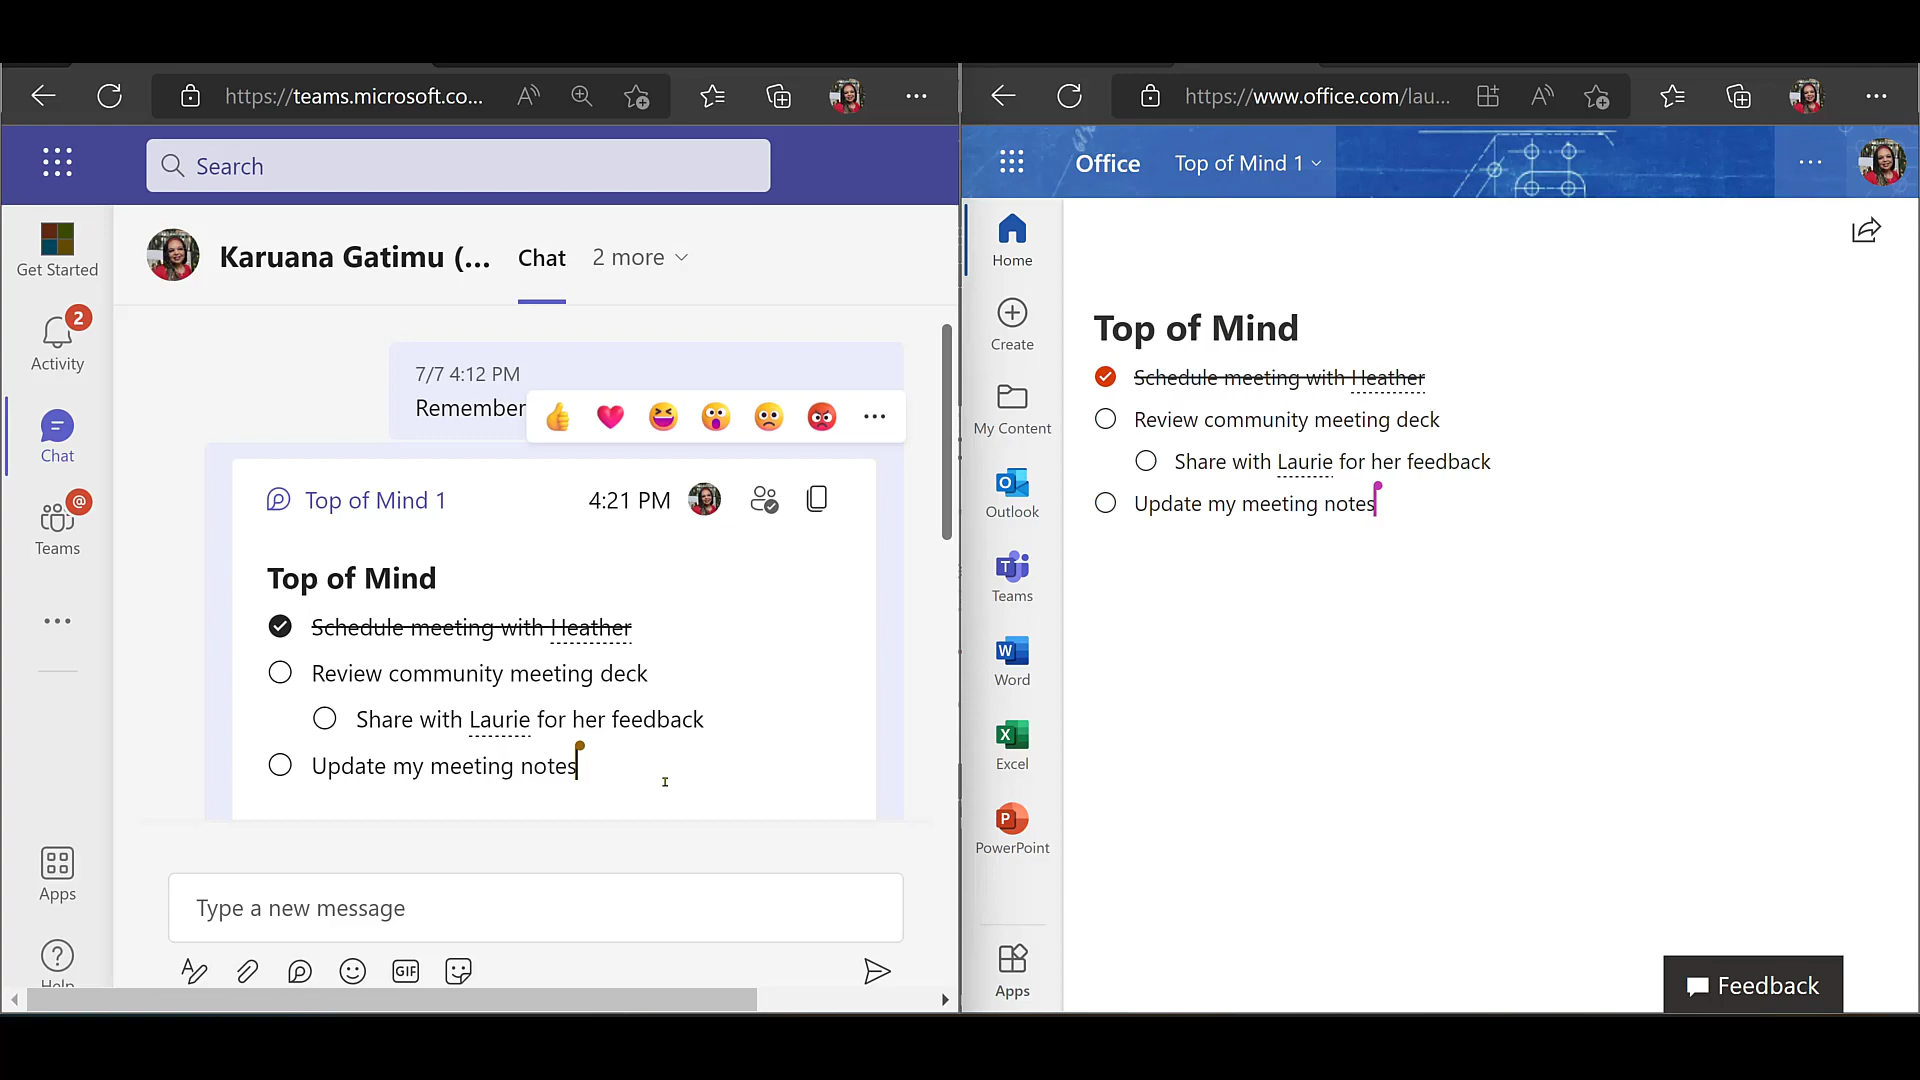 https://teams.microsoft.co...
Search
Get Started
2
Activity
Chat
@
Teams
Apps
Help
Karuana Gatimu (...
Chat
2 more
7/7 4:12 PM
Remember
Top of Mind 1
4:21 PM
Top of Mind
Schedule meeting with Heather
Review community meeting deck
Share with Laurie for her feedback
Update my meeting notes
Type a new message
GIF
https://www.office.com/lau...
Office
Top of Mind 1
Home
Create
My Content
Outlook
Teams
Word
Excel
PowerPoint
Apps
Top of Mind
Schedule meeting with Heather
Review community meeting deck
Share with Laurie for her feedback
Update my meeting notes
Feedback